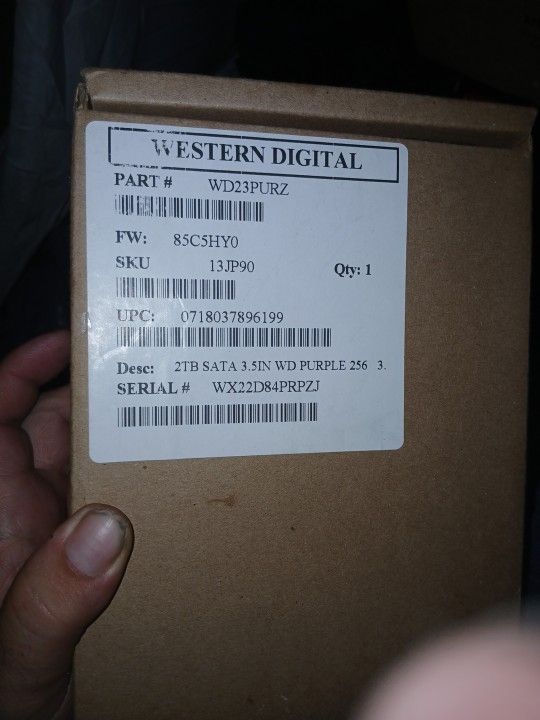 WESTERN DIGITAL
PART # WD23PURZ
FW: 85C5HY0
SKU 13JP90 Qty: 1
UPC: 0718037896199
Desc: 2TB SATA 3.5IN WD PURPLE 256 3.
SERIAL # WX22D84PRPZJ